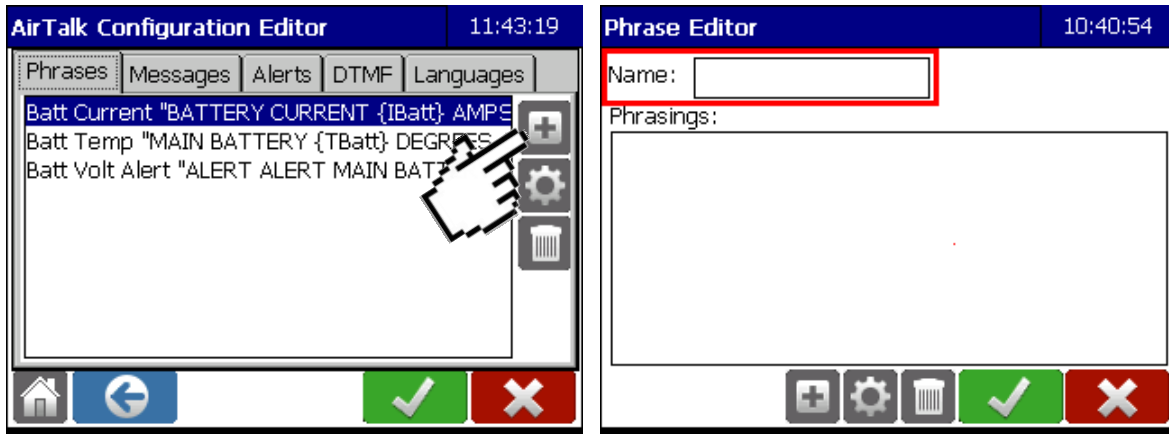 AirTalk Configuration Editor 11:43:19
Phrases Messages Alerts DTMF Languages
Batt Current "BATTERY CURRENT {IBatt} AMPS
Batt Temp "MAIN BATTERY {TBatt} DEGREES
Batt Volt Alert "ALERT ALERT MAIN BATT
Phrase Editor 10:40:54
Name:
Phrasings: